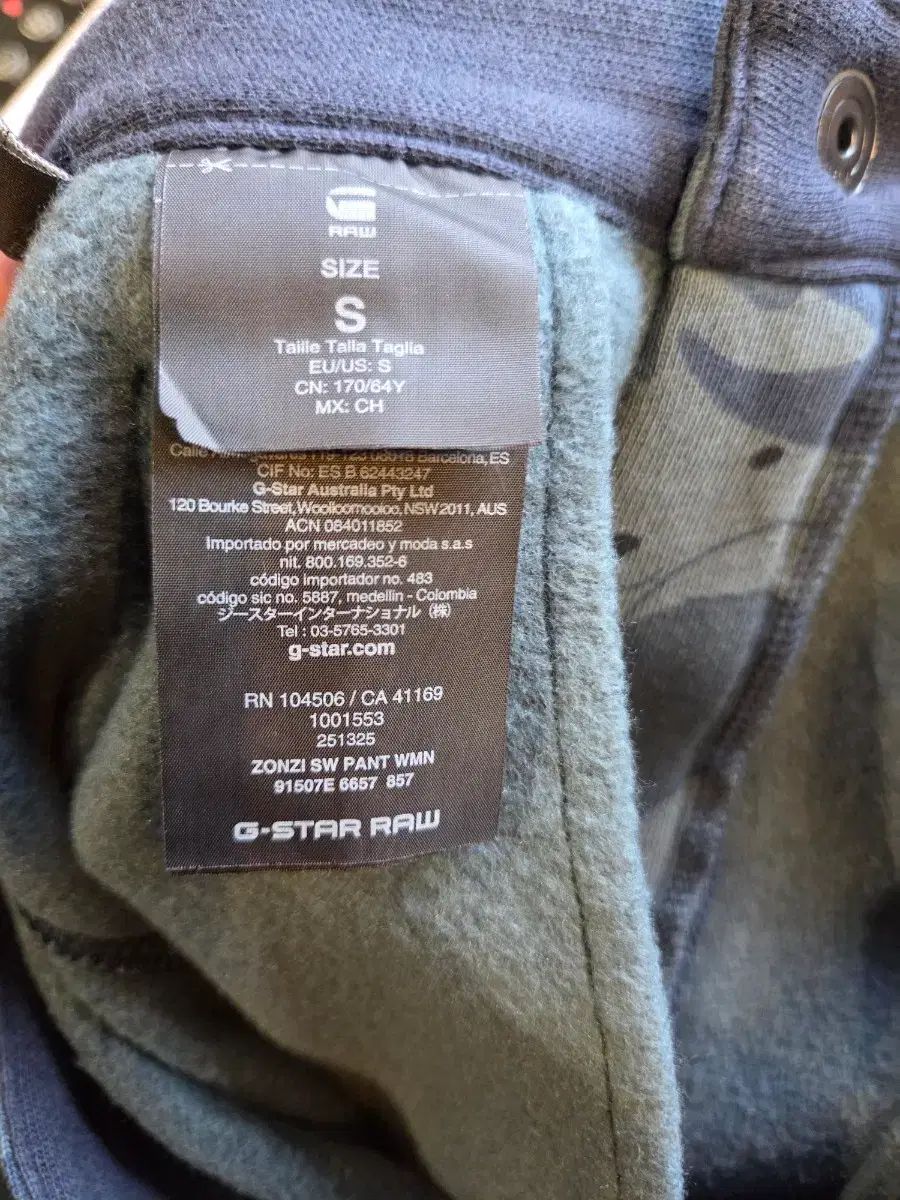 RAW
SIZE
S
Taille Talla Taglia
EU/US: S
CN: 170/64Y
MX: CH
Calle Barcelona, ES
CIF No: ES B 62443247
G-Star Australia Pty Ltd
120 Bourke Street, Woolloomooloo, NSW2011, AUS
ACN 084011852
Importado por mercadeo y moda s.a.s
nit. 800.169.352-6
código importador no. 483
código sic no. 5887, medellin - Colombia
ジースターインターナショナル (株)
Tel : 03-5765-3301
g-star.com
RN 104506 / CA 41169
1001553
251325
ZONZI SW PANT WMN
91507E 6657 857
G-STAR RAW